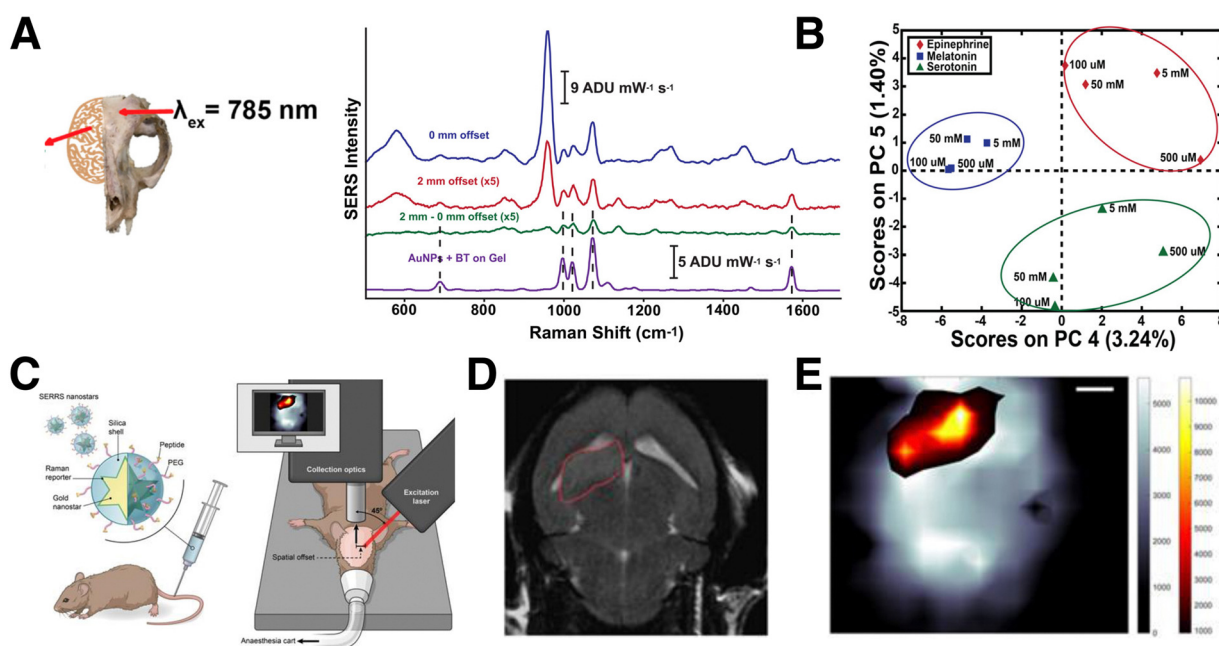 A
λex = 785 nm
SERS Intensity
9 ADU mW⁻¹ s⁻¹
0 mm offset
2 mm offset (x5)
2 mm - 0 mm offset (x5)
AuNPs + BT on Gel
5 ADU mW⁻¹ s⁻¹
600 800 1000 1200 1400 1600
Raman Shift (cm⁻¹)
B
Scores on PC 5 (1.40%)
5
4
3
2
1
0
-1
-2
-3
-4
-5
Epinephrine
Melatonin
Serotonin
100 uM
50 mM
5 mM
500 uM
50 mM
5 mM
100 uM
500 uM
5 mM
500 uM
50 mM
100 uM
-8 -6 -4 -2 0 2 4 6 8
Scores on PC 4 (3.24%)
C
SERRS nanostars
Silica
shell
Peptide
PEG
Raman
reporter
Gold
nanostar
Collection optics
Excitation
laser
45°
Spatial offset
Anaesthesia cart
D
E
5000
4000
3000
2000
1000
0
10000
9000
8000
7000
6000
5000
4000
3000
2000
1000